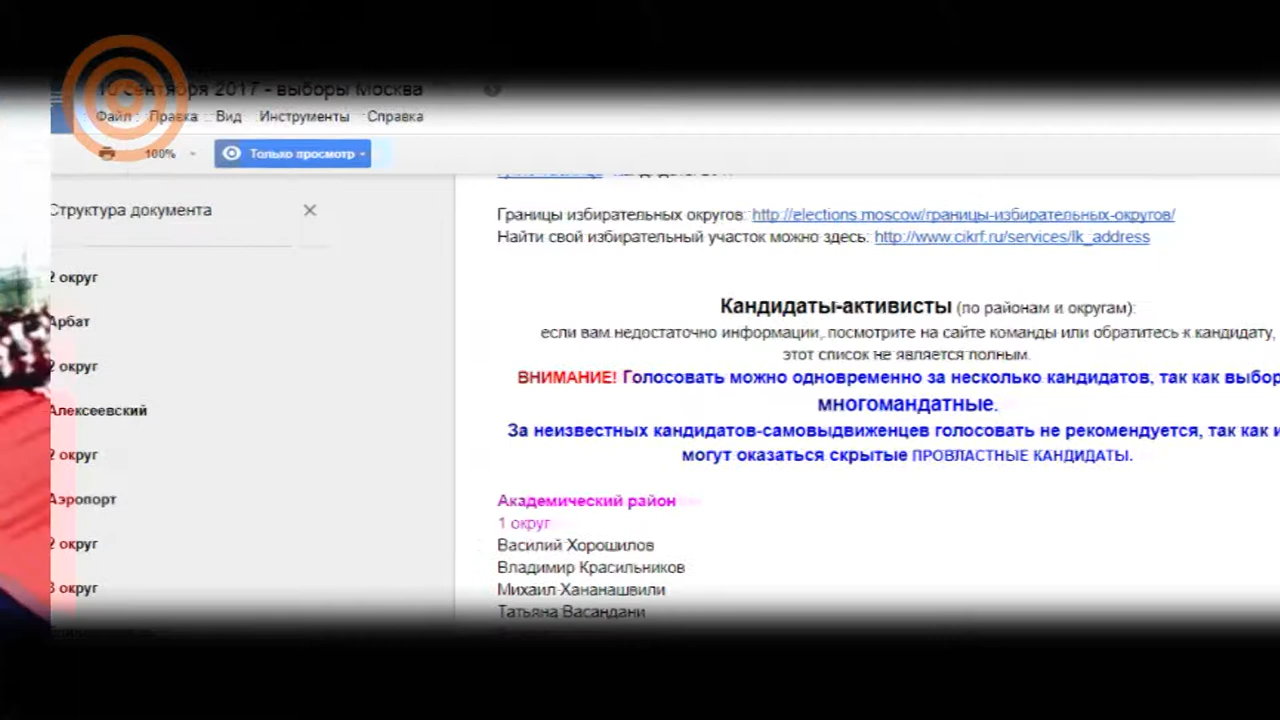 10 сентября 2017 - выборы Москва
Файл Правка Вид Инструменты Справка
100% Только просмотр
Структура документа
Границы избирательных округов: http://elections.moscow/границы-избирательных-округов/
Найти свой избирательный участок можно здесь: http://www.cikrf.ru/services/lk_address
2 округ
Кандидаты-активисты (по районам и округам):
Арбат
если вам недостаточно информации, посмотрите на сайте команды или обратитесь к кандидату,
этот список не является полным.
2 округ
ВНИМАНИЕ! Голосовать можно одновременно за несколько кандидатов, так как выбор
многомандатные.
Алексеевский
За неизвестных кандидатов-самовыдвиженцев голосовать не рекомендуется, так как и
могут оказаться скрытые ПРОВЛАСТНЫЕ КАНДИДАТЫ.
2 округ
Аэропорт
Академический район
1 округ
2 округ
Василий Хорошилов
Владимир Красильников
3 округ
Михаил Хананашвили
Татьяна Васандани